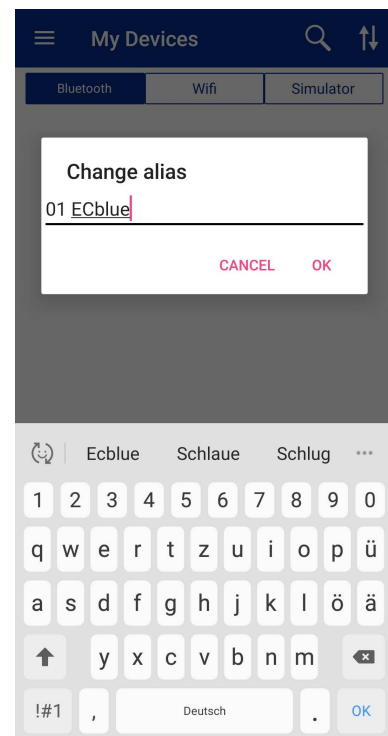 My Devices
Bluetooth Wifi Simulator
Change alias
01 ECblue
CANCEL OK
Ecblue Schlaue Schlug
1 2 3 4 5 6 7 8 9 0
q w e r t z u i o p ü
a s d f g h j k l ö ä
y x c v b n m
!#1 , Deutsch . OK